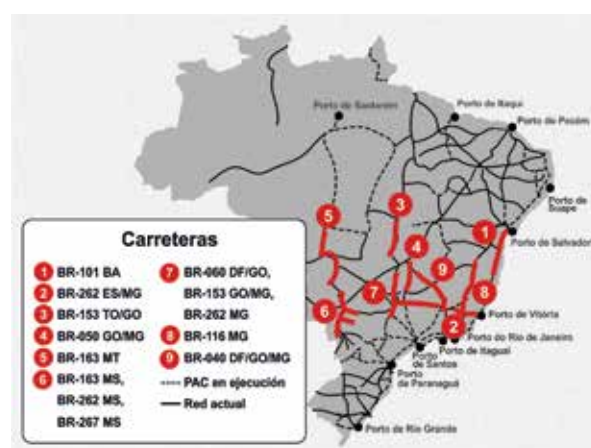 Porto de Santarém
Porto de Itaqui
Porto de Pecém
Porto de
Suape
Porto de Salvador
Porto de Vitória
Porto do Rio de Janeiro
Porto de Itaguaí
Porto de
Santos
Porto
de Paranaguá
Porto de Rio Grande
5
3
4
9
1
8
7
6
2
Carreteras
1 BR-101 BA
2 BR-262 ES/MG
3 BR-153 TO/GO
4 BR-050 GO/MG
5 BR-163 MT
6 BR-163 MS,
BR-262 MS,
BR-267 MS
7 BR-060 DF/GO,
BR-153 GO/MG,
BR-262 MG
8 BR-116 MG
9 BR-040 DF/GO/MG
PAC en ejecución
Red actual